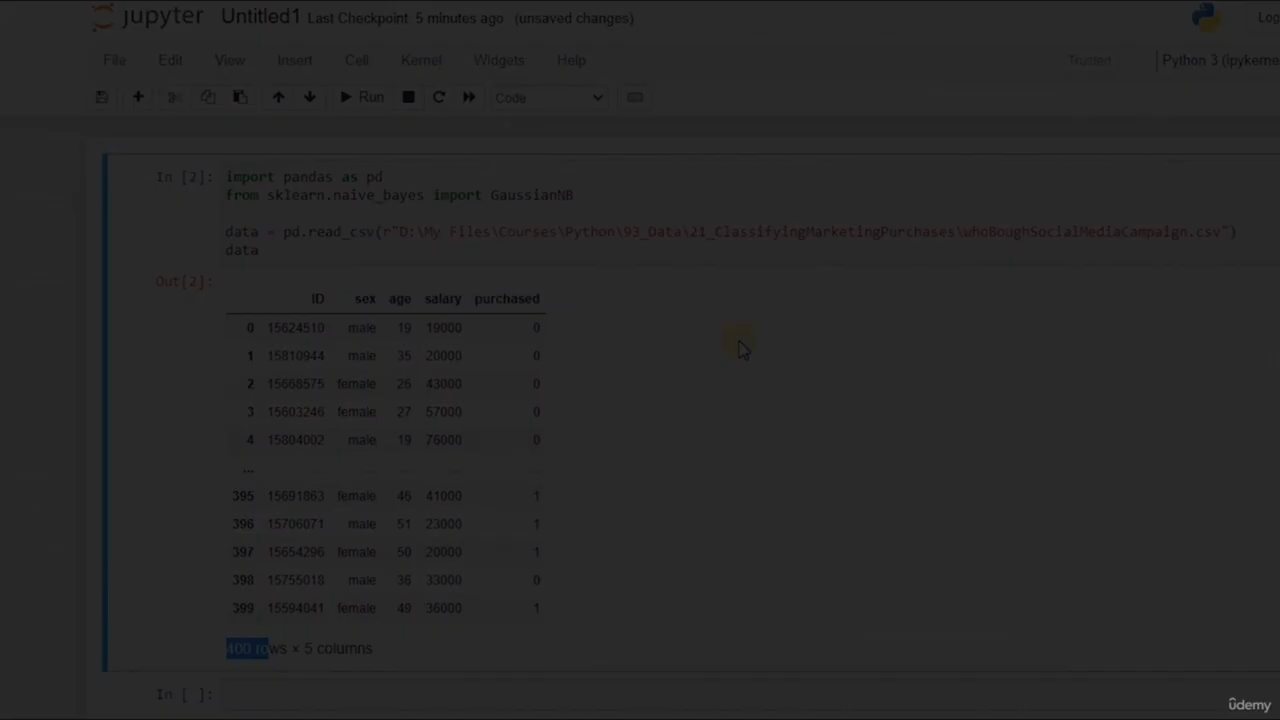 jupyter Untitled1 Last Checkpoint 5 minutes ago (unsaved changes) Log
File Edit View Insert Cell Kernel Widgets Help Trusted Python 3 (ipykerne
Run Code
In [2]: import pandas as pd
from sklearn.naive_bayes import GaussianNB
data = pd.read_csv(r"D:\My Files\Courses\Python\93_Data\21_ClassifyingMarketingPurchases\whoBoughSocialMediaCampaign.csv")
data
Out[2]:
ID sex age salary purchased
0 15624510 male 19 19000 0
1 15810944 male 35 20000 0
2 15668575 female 26 43000 0
3 15603246 female 27 57000 0
4 15804002 male 19 76000 0
... ... ... ... ... ...
395 15691863 female 46 41000 1
396 15706071 male 51 23000 1
397 15654296 female 50 20000 1
398 15755018 male 36 33000 0
399 15594041 female 49 36000 1
400 rows × 5 columns
In [ ]:
ûdemy